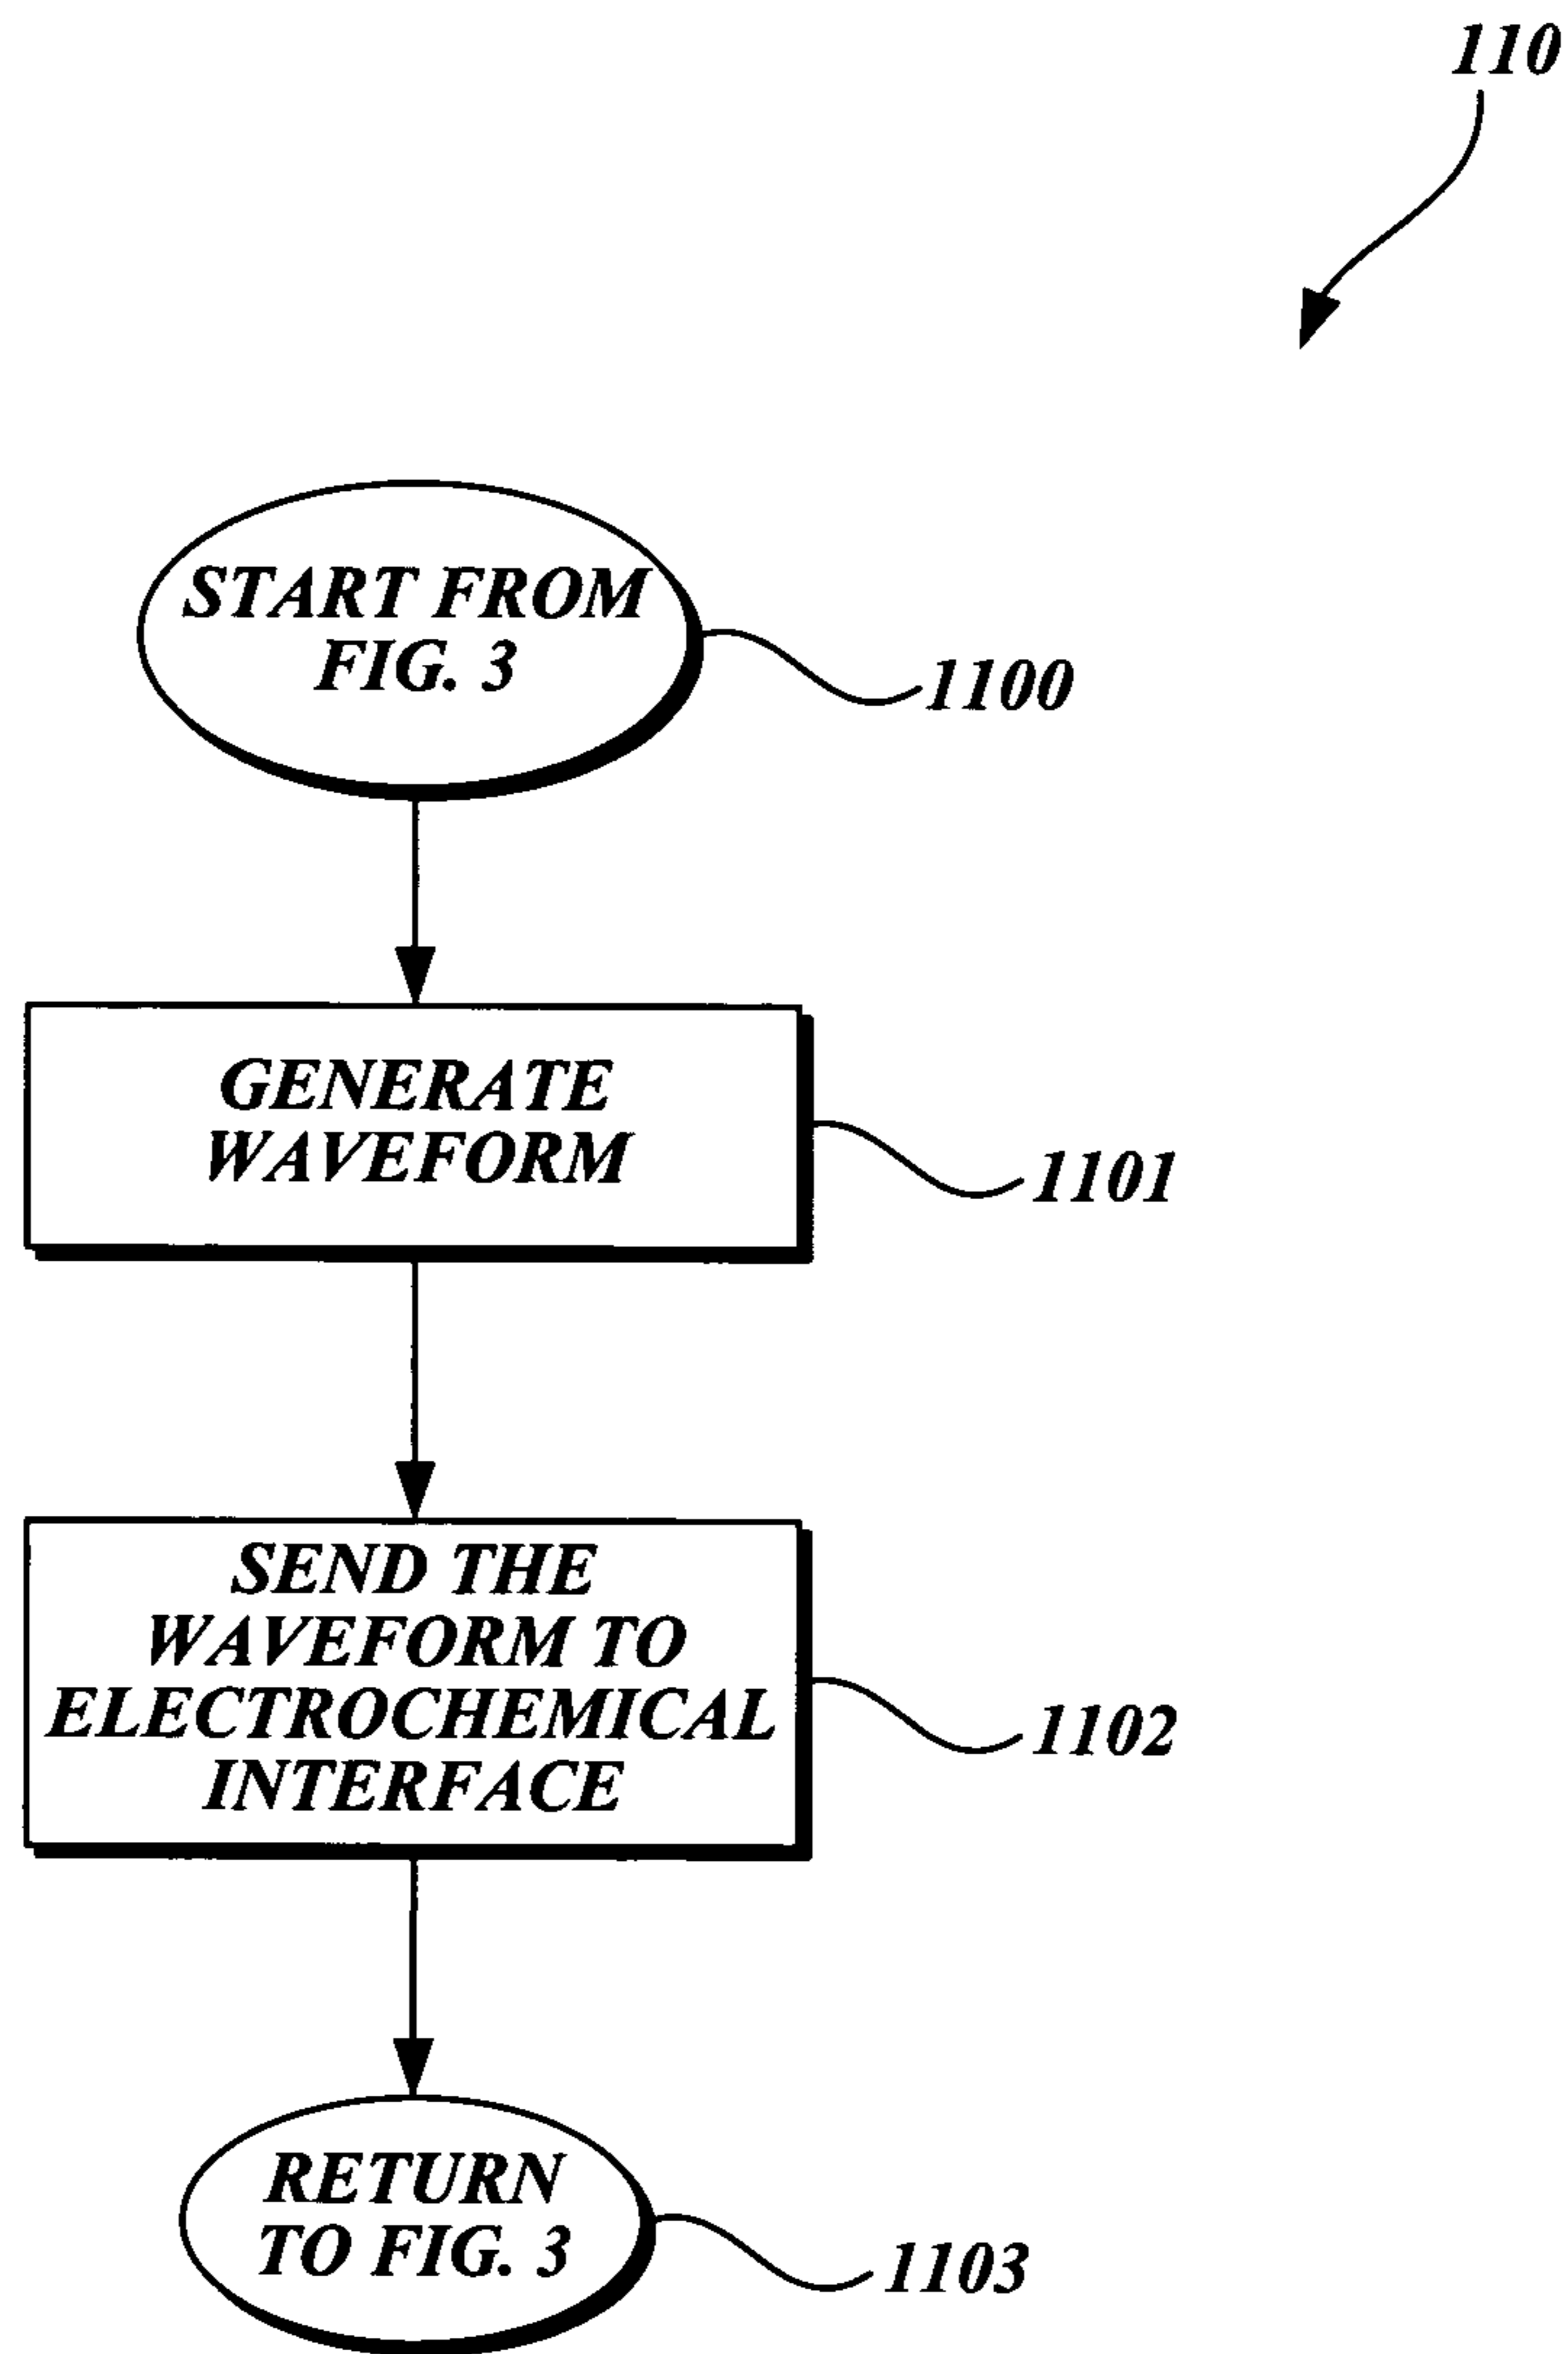 110
START FROM
FIG. 3
1100
GENERATE
WAVEFORM
1101
SEND THE
WAVEFORM TO
ELECTROCHEMICAL
INTERFACE
1102
RETURN
TO FIG. 3
1103